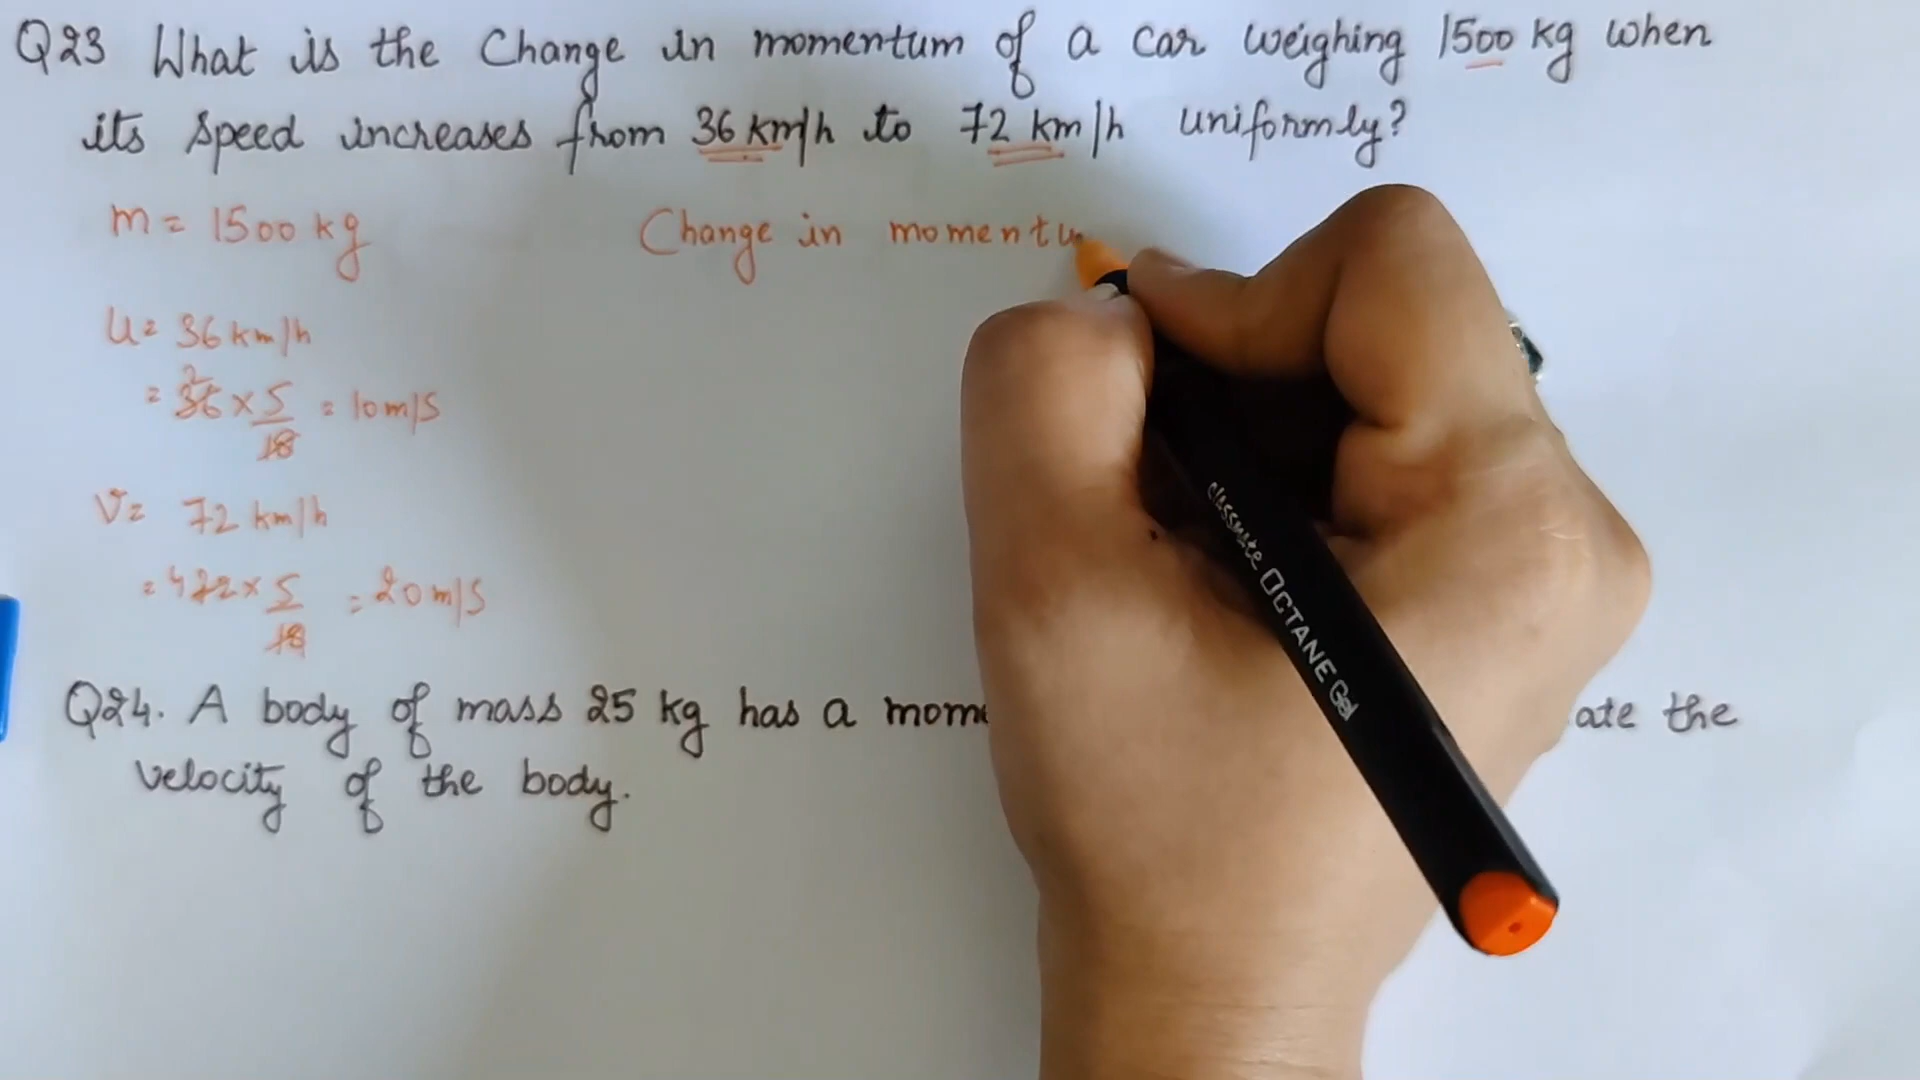 Q23 What is the Change in momentum of a car weighing 1500 kg when
its speed increases from 36 km/h to 72 km/h uniformly?
m = 1500 kg
Change in momentu
U = 36 km/h
= 36 2 × 5/18 = 10 m/s
V = 72 km/h
= 4 72 × 5/18 = 20 m/s
Q24. A body of mass 25 kg has a the
velocity of the body.
classmate OCTANE Gel